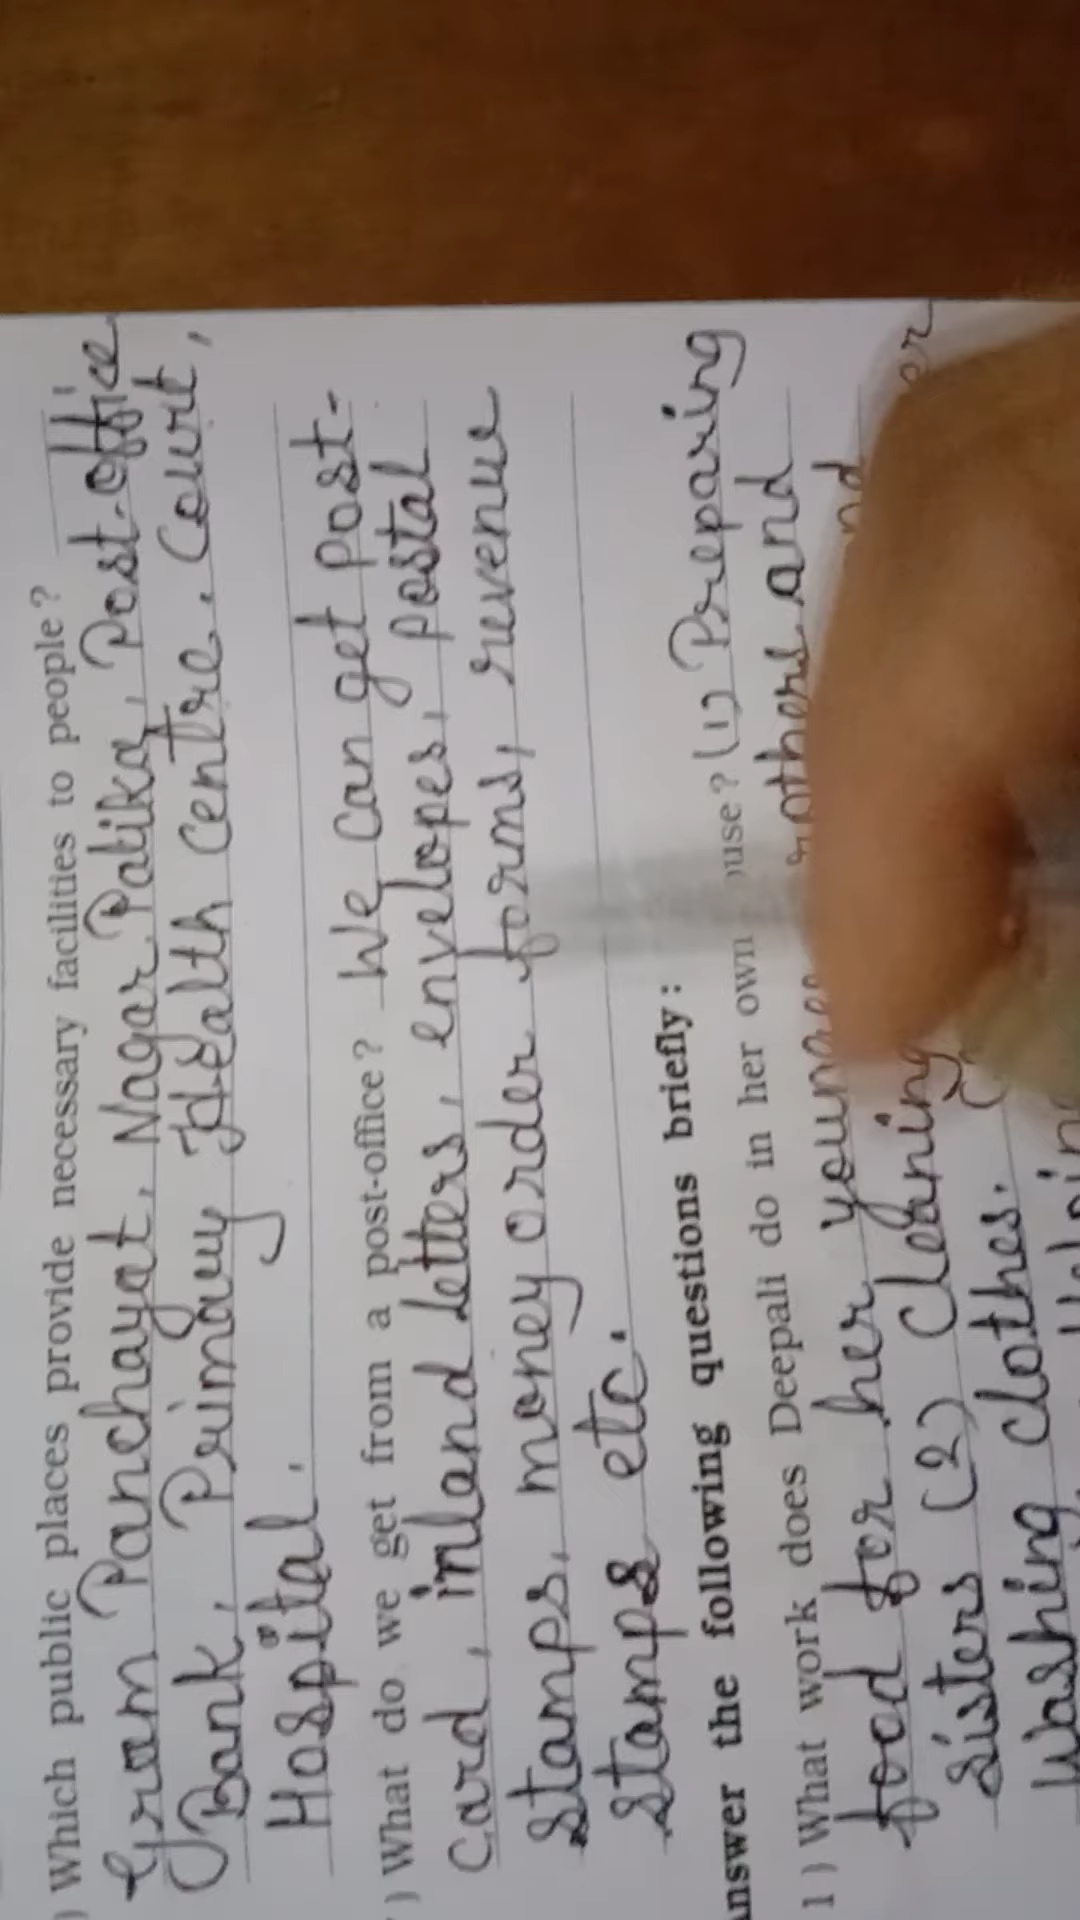 ) Which public places provide necessary facilities to people?
Gram Panchayat, Nagar Palika, Post-office
Bank, Primary Health Centre, Court,
Hospital.
) What do we get from a post-office? We can get post-
card, inland letters, envelopes, postal
stamps, money order forms, revenue
stamps etc.
nswer the following questions briefly:
1) What work does Deepali do in her own ouse? (1) Preparing
food for her younger rothers and
sisters (2) Cleaning
Washing clothes.